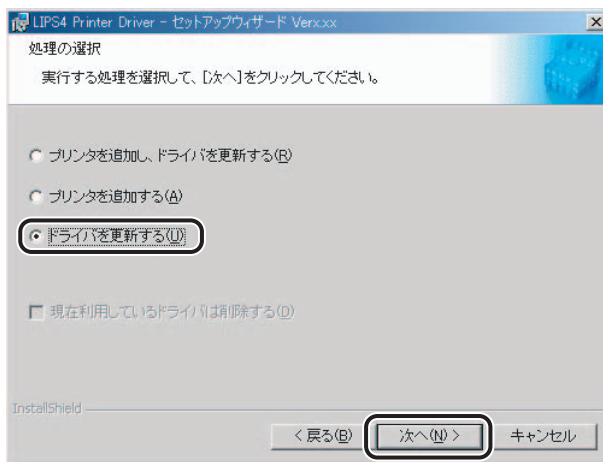 LIPS4 Printer Driver - セットアップウィザード Verx.xx
処理の選択
実行する処理を選択して、[次へ]をクリックしてください。
プリンタを追加し、ドライバを更新する(R)
プリンタを追加する(A)
ドライバを更新する(U)
現在利用しているドライバは削除する(D)
InstallShield
< 戻る(B) 次へ(N) > キャンセル